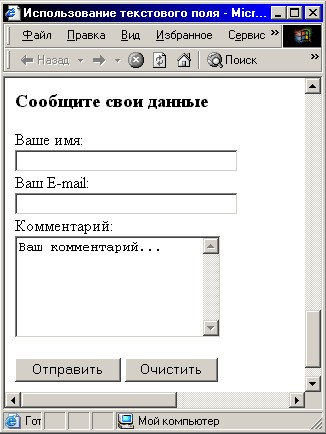 Использование текстового поля - Micr...
Файл Правка Вид Избранное Сервис »
Назад Поиск »
Сообщите свои данные
Ваше имя:
Ваш E-mail:
Комментарий:
Ваш комментарий...
Отправить Очистить
Гот Мой компьютер